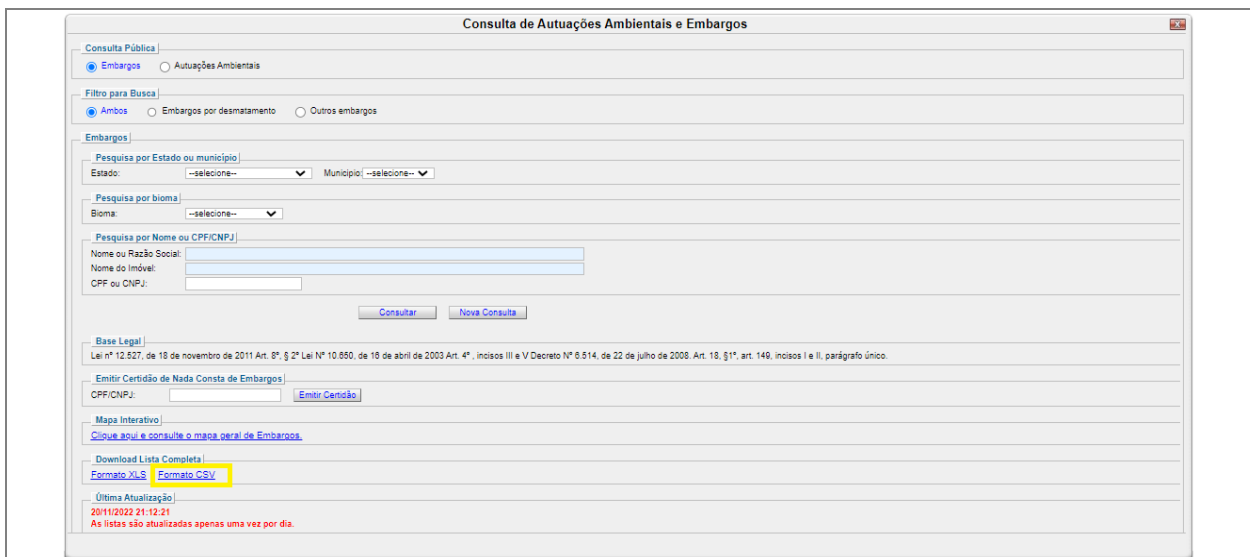 Consulta de Autuações Ambientais e Embargos
Consulta Pública
Embargos Autuações Ambientais
Filtro para Busca
Ambos Embargos por desmatamento Outros embargos
Embargos
Pesquisa por Estado ou município
Estado: --selecione-- Municipio: --selecione--
Pesquisa por bioma
Bioma: --selecione--
Pesquisa por Nome ou CPF/CNPJ
Nome ou Razão Social:
Nome do Imóvel:
CPF ou CNPJ:
Consultar Nova Consulta
Base Legal
Lei nº 12.527, de 18 de novembro de 2011 Art. 8º, § 2º Lei Nº 10.650, de 16 de abril de 2003 Art. 4º , incisos III e V Decreto Nº 6.514, de 22 de julho de 2008. Art. 18, §1º, art. 149, incisos I e II, parágrafo único.
Emitir Certidão de Nada Consta de Embargos
CPF/CNPJ: Emitir Certidão
Mapa Interativo
Clique aqui e consulte o mapa geral de Embargos.
Download Lista Completa
Formato XLS Formato CSV
Última Atualização
20/11/2022 21:12:21
As listas são atualizadas apenas uma vez por dia.